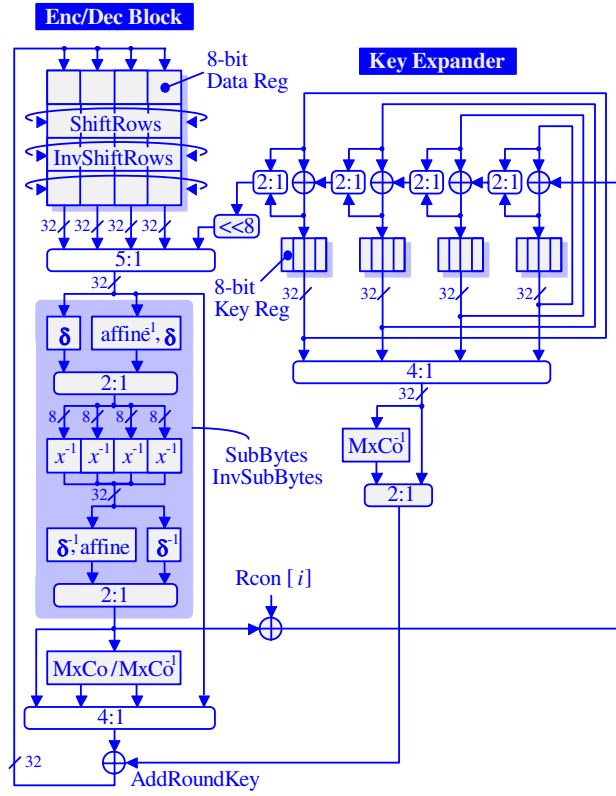 Enc/Dec Block
8-bit
Data Reg
Key Expander
ShiftRows
InvShiftRows
2:1
2:1
2:1
2:1
32
32
32
32
<<8
5:1
8-bit
Key Reg
32
32
32
32
32
δ
affine-1, δ
4:1
2:1
32
8
8
8
8
MxCo-1
x-1
x-1
x-1
x-1
SubBytes
InvSubBytes
32
2:1
δ-1, affine
δ-1
2:1
Rcon [i]
MxCo/MxCo-1
4:1
32
AddRoundKey